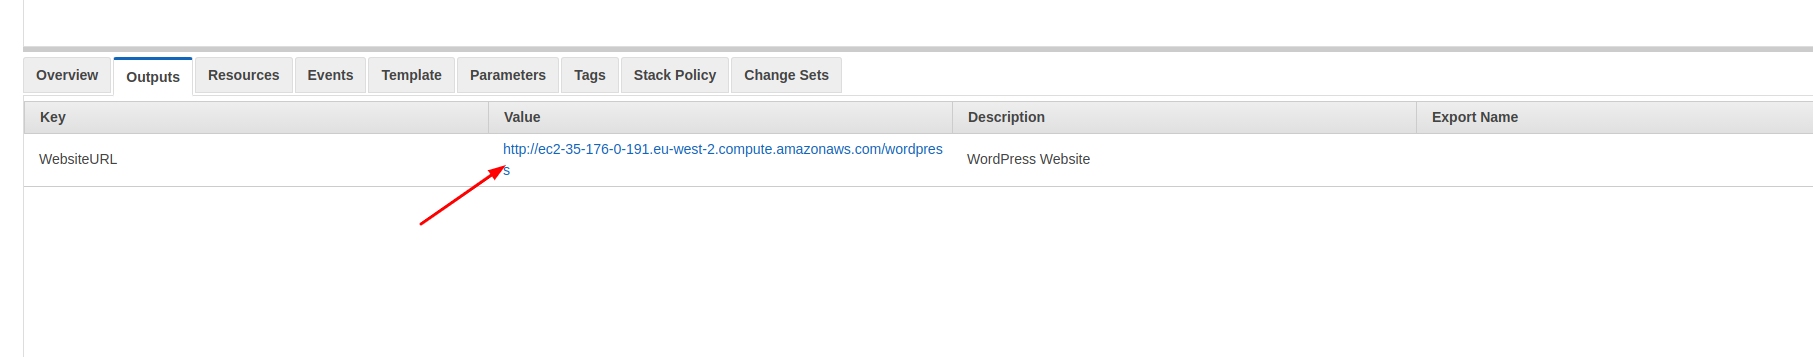 Overview Outputs Resources Events Template Parameters Tags Stack Policy Change Sets
Key Value Description Export Name
WebsiteURL http://ec2-35-176-0-191.eu-west-2.compute.amazonaws.com/wordpres WordPress Website
s